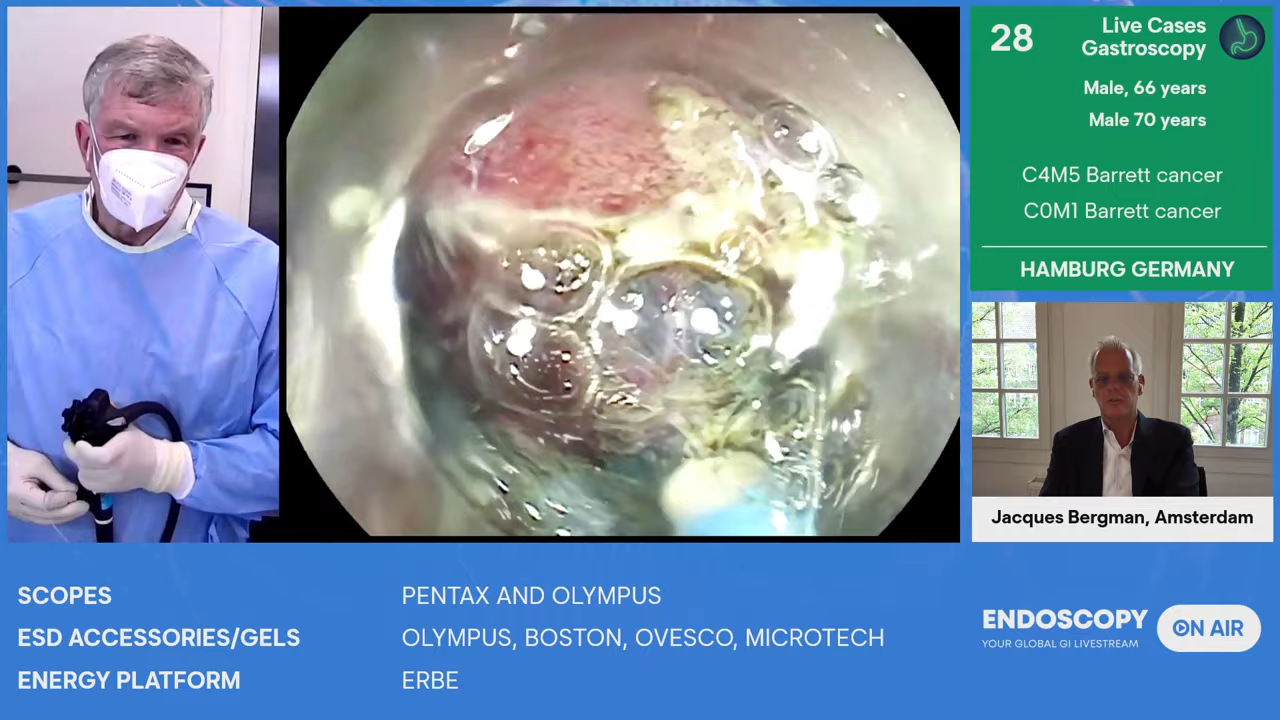 28
Live Cases
Gastroscopy
Male, 66 years
Male 70 years
C4M5 Barrett cancer
C0M1 Barrett cancer
HAMBURG GERMANY
Jacques Bergman, Amsterdam
SCOPES
PENTAX AND OLYMPUS
ESD ACCESSORIES/GELS
OLYMPUS, BOSTON, OVESCO, MICROTECH
ENERGY PLATFORM
ERBE
ENDOSCOPY
YOUR GLOBAL GI LIVESTREAM
ON AIR